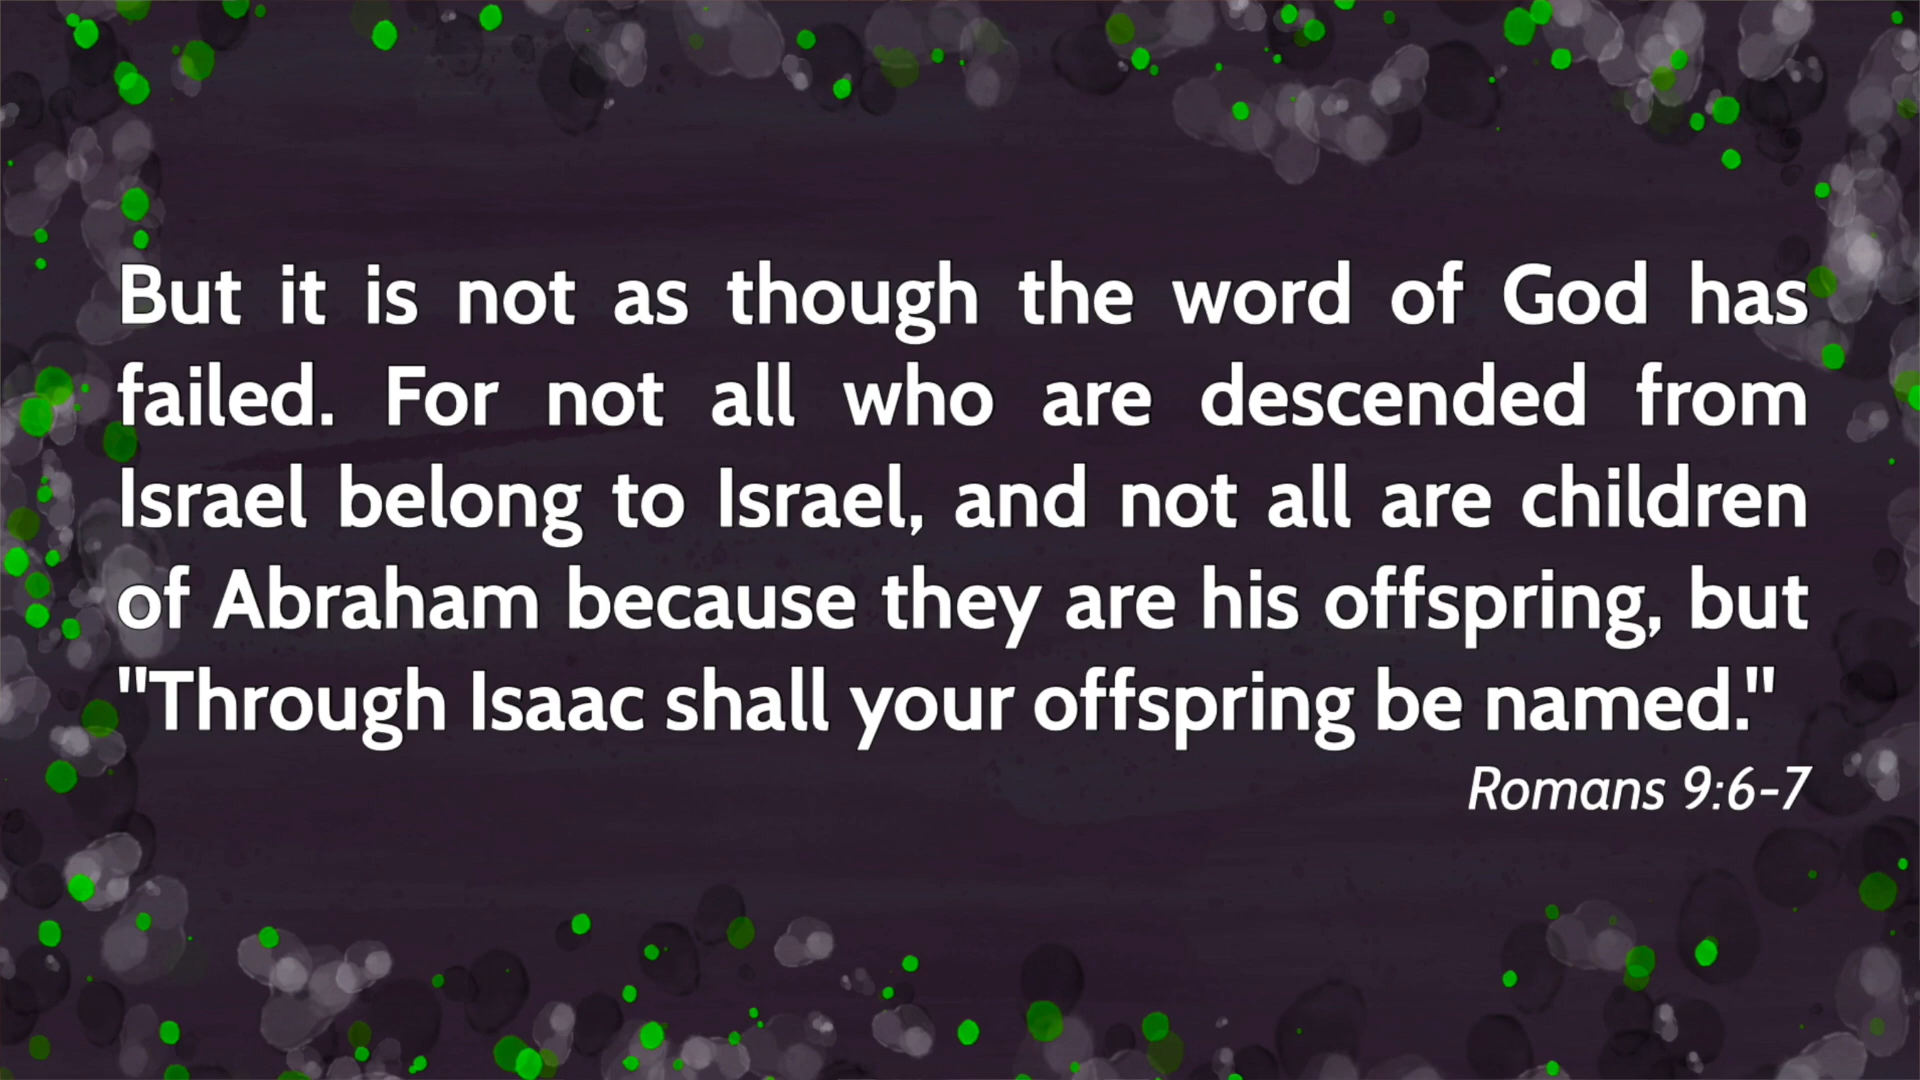 But it is not as though the word of God has
failed. For not all who are descended from
Israel belong to Israel, and not all are children
of Abraham because they are his offspring, but
"Through Isaac shall your offspring be named."
Romans 9:6-7